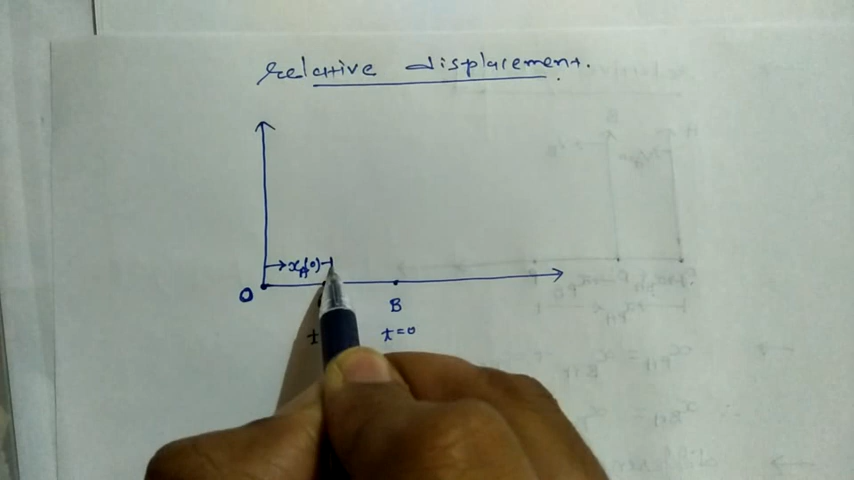 relative displacement.
x_A(0)
O
B
t
t=0